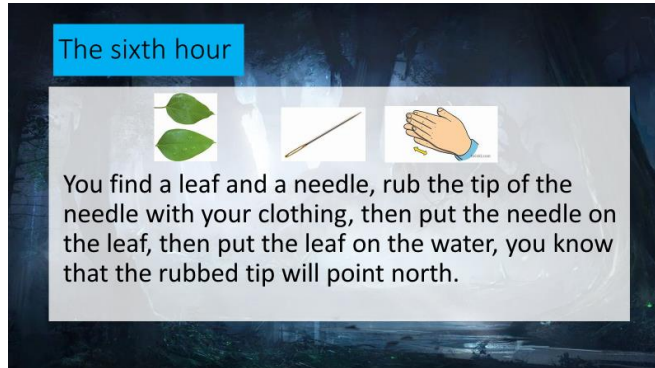 The sixth hour
You find a leaf and a needle, rub the tip of the
needle with your clothing, then put the needle on
the leaf, then put the leaf on the water, you know
that the rubbed tip will point north.